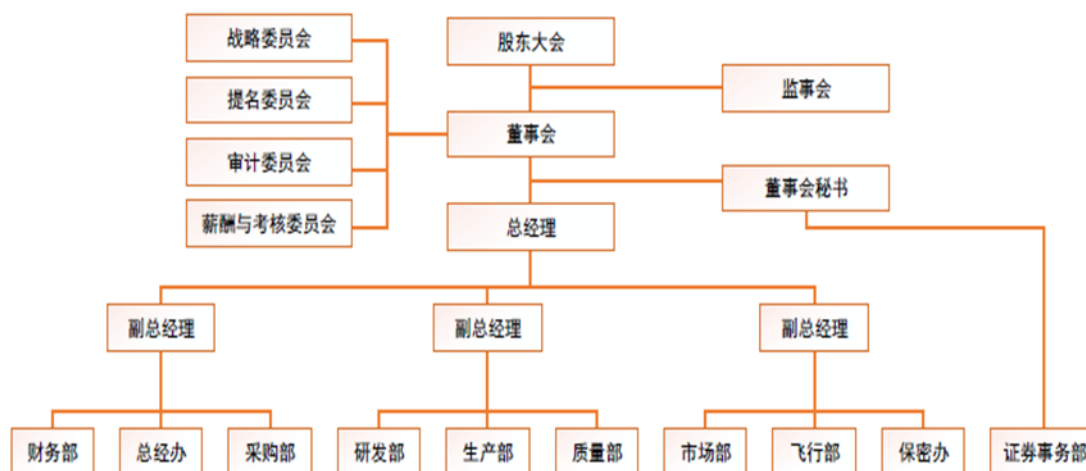 战略委员会
股东大会
提名委员会
监事会
董事会
审计委员会
董事会秘书
薪酬与考核委员会
总经理
副总经理
副总经理
副总经理
财务部
总经办
采购部
研发部
生产部
质量部
市场部
飞行部
保密办
证券事务部